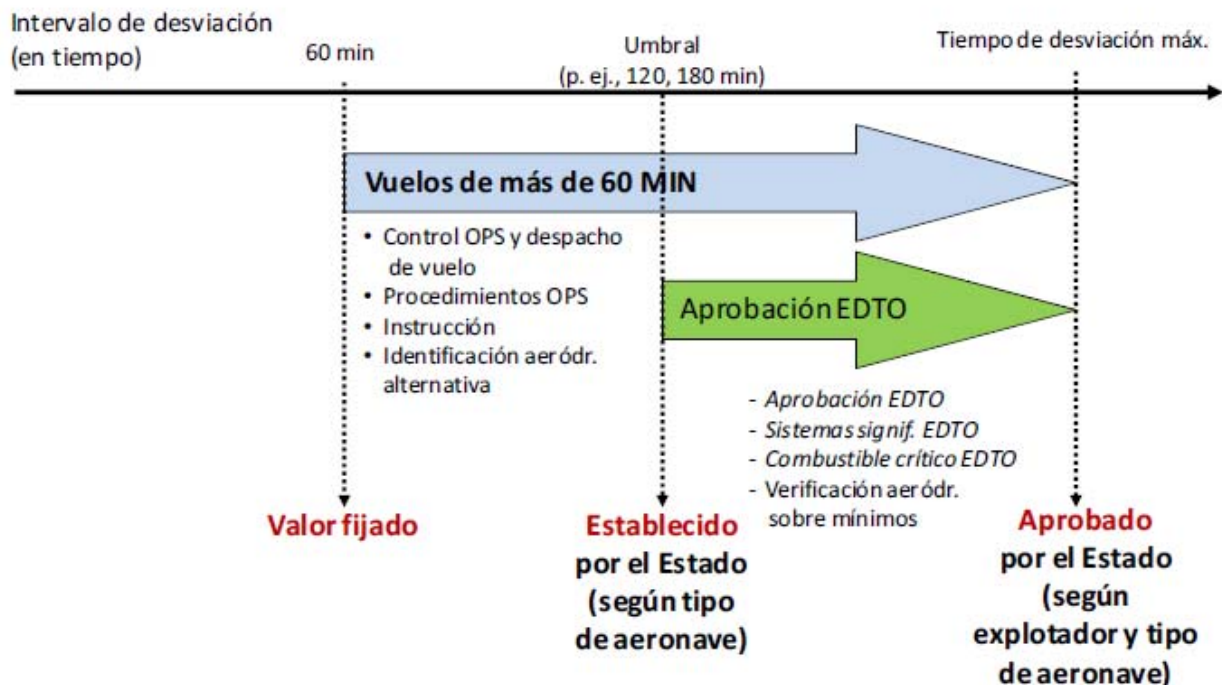 Intervalo de desviación
(en tiempo)
60 min
Umbral
(p. ej., 120, 180 min)
Tiempo de desviación máx.
Vuelos de más de 60 MIN
• Control OPS y despacho
de vuelo
• Procedimientos OPS
• Instrucción
• Identificación aeródr.
alternativa
Aprobación EDTO
- Aprobación EDTO
- Sistemas signif. EDTO
- Combustible crítico EDTO
- Verificación aeródr.
sobre mínimos
Valor fijado
Establecido
por el Estado
(según tipo
de aeronave)
Aprobado
por el Estado
(según
explotador y tipo
de aeronave)